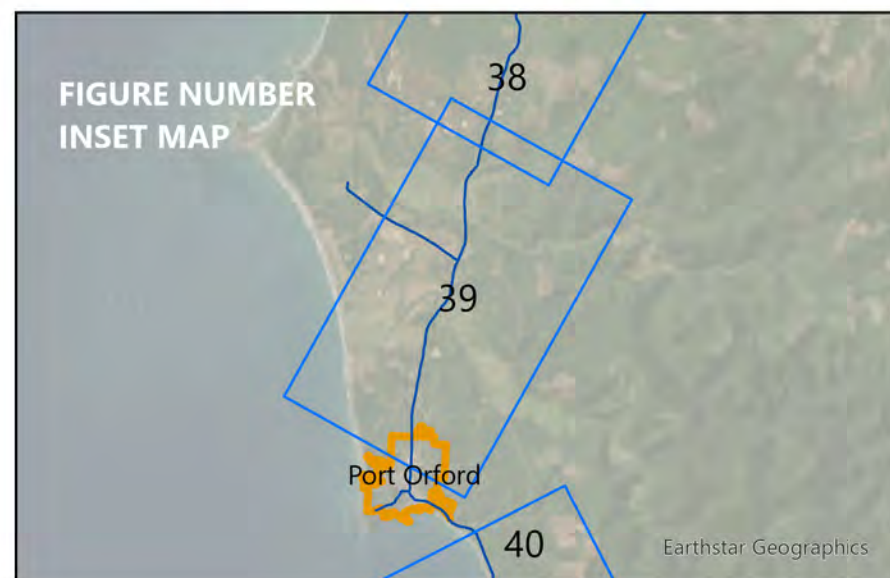 FIGURE NUMBER
INSET MAP
38
39
Port Orford
40
Earthstar Geographics